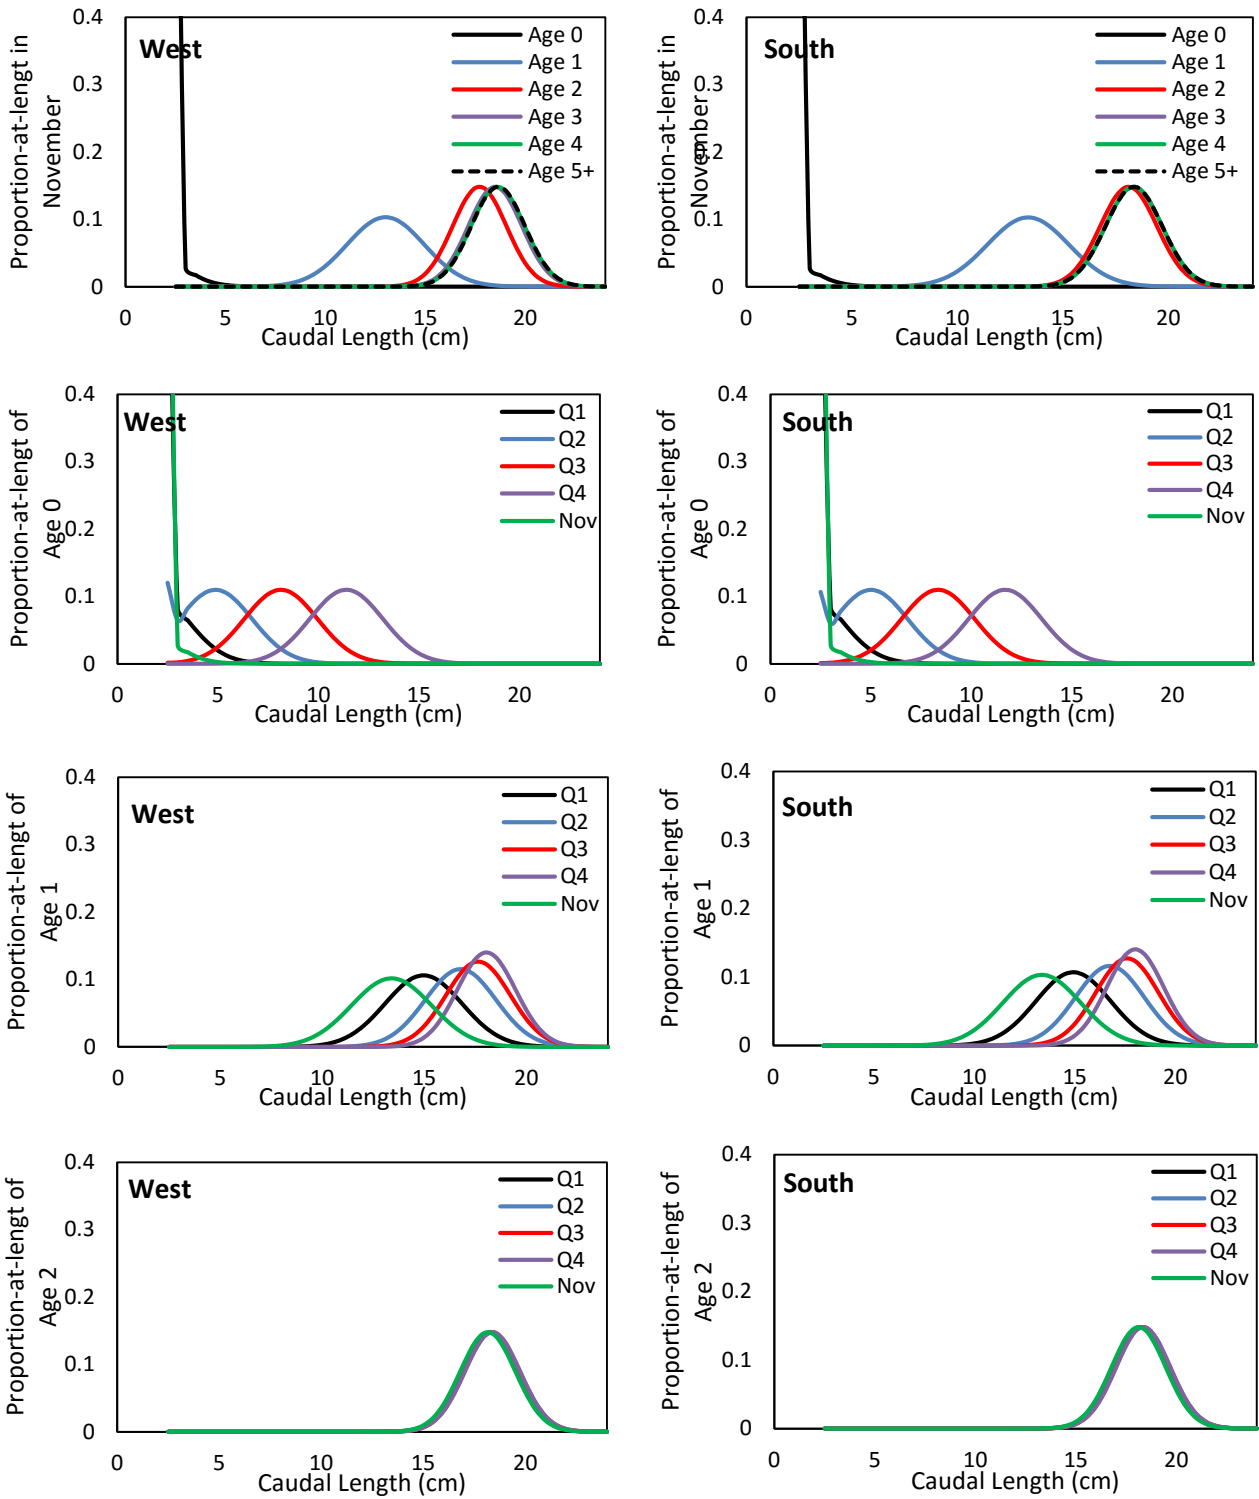 Proportion-at-lengt in
November
0.4
0.3
0.2
0.1
0
West
Age 0
Age 1
Age 2
Age 3
Age 4
Age 5+
0 5 10 15 20
Caudal Length (cm)
Proportion-at-lengt in
November
0.4
0.3
0.2
0.1
0
South
Age 0
Age 1
Age 2
Age 3
Age 4
Age 5+
0 5 10 15 20
Caudal Length (cm)
Proportion-at-lengt of
Age 0
0.4
0.3
0.2
0.1
0
West
Q1
Q2
Q3
Q4
Nov
0 5 10 15 20
Caudal Length (cm)
Proportion-at-lengt of
Age 0
0.4
0.3
0.2
0.1
0
South
Q1
Q2
Q3
Q4
Nov
0 5 10 15 20
Caudal Length (cm)
Proportion-at-lengt of
Age 1
0.4
0.3
0.2
0.1
0
West
Q1
Q2
Q3
Q4
Nov
0 5 10 15 20
Caudal Length (cm)
Proportion-at-lengt of
Age 1
0.4
0.3
0.2
0.1
0
South
Q1
Q2
Q3
Q4
Nov
0 5 10 15 20
Caudal Length (cm)
Proportion-at-lengt of
Age 2
0.4
0.3
0.2
0.1
0
West
Q1
Q2
Q3
Q4
Nov
0 5 10 15 20
Caudal Length (cm)
Proportion-at-lengt of
Age 2
0.4
0.3
0.2
0.1
0
South
Q1
Q2
Q3
Q4
Nov
0 5 10 15 20
Caudal Length (cm)